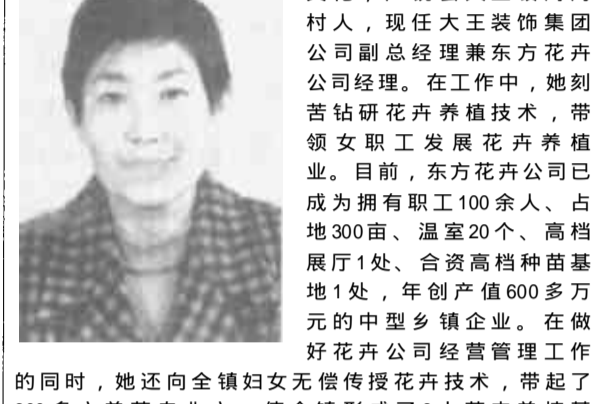 村人，现任大王装饰集团
公司副总经理兼东方花卉
公司经理。在工作中，她刻
苦钻研花卉养植技术，带
领女职工发展花卉养植
业。目前，东方花卉公司已
成为拥有职工100余人、占
地300亩、温室20个、高档
展厅1处、合资高档种苗基
地1处，年创产值600多万
元的中型乡镇企业。在做
好花卉公司经营管理工作
的同时，她还向全镇妇女无偿传授花卉技术，带起了